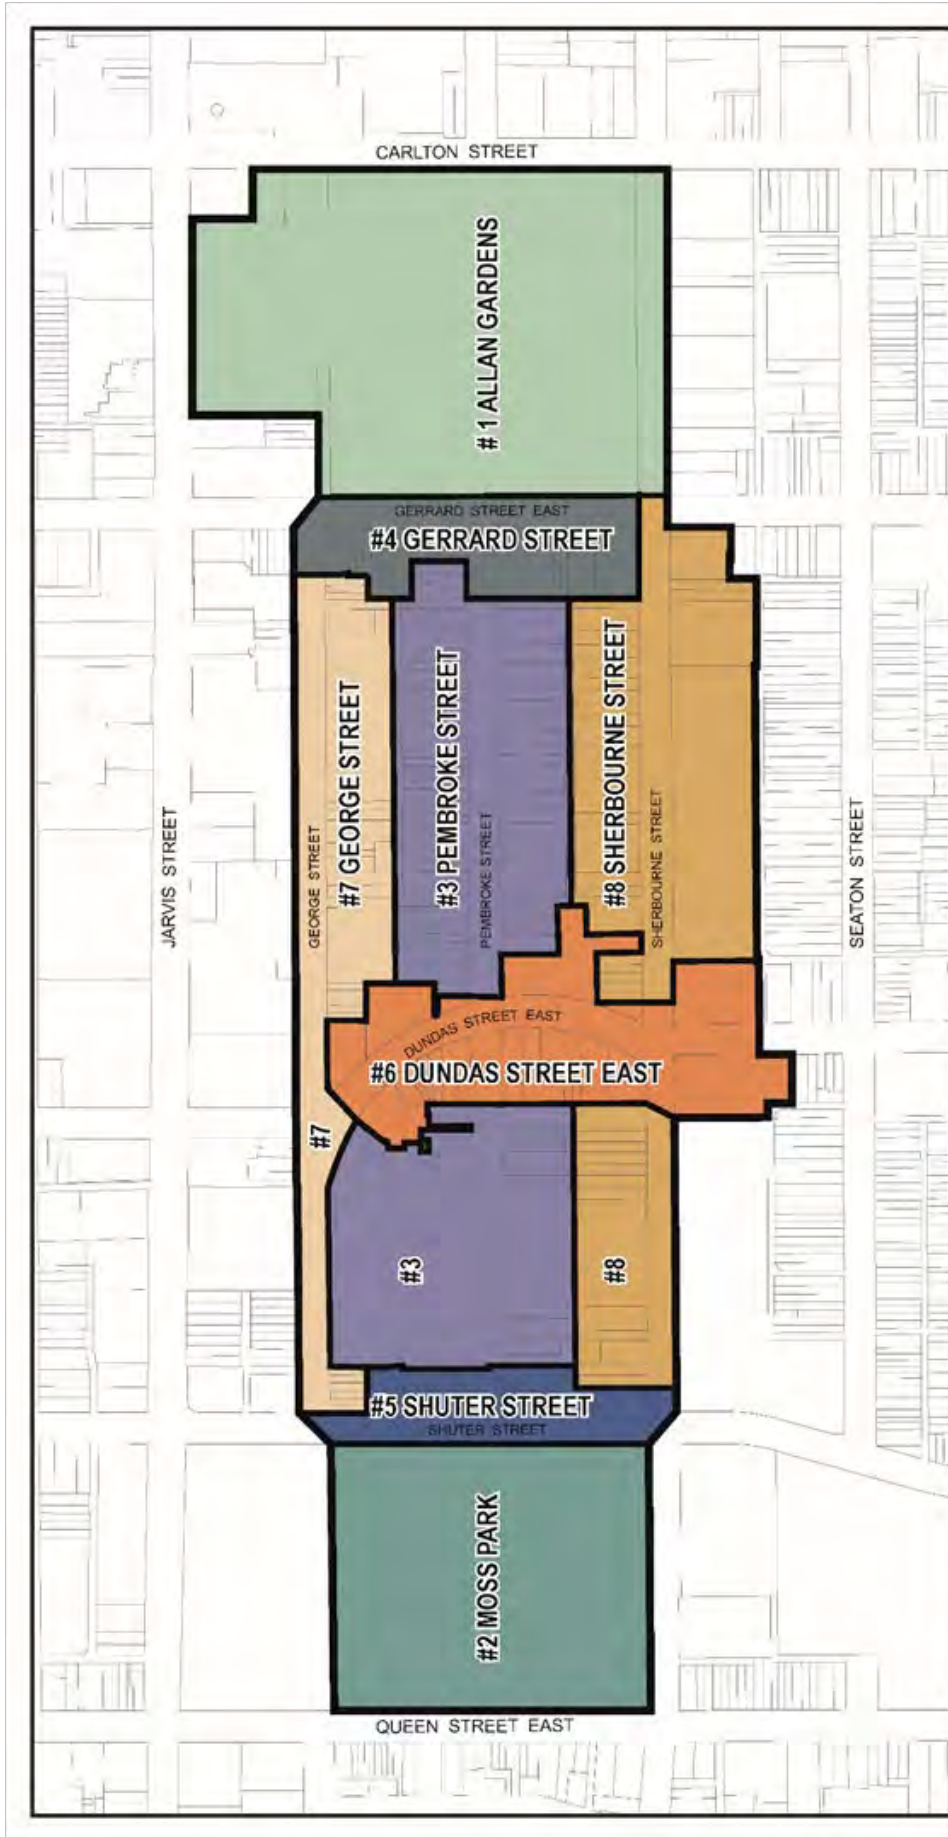 CARLTON STREET
# 1 ALLAN GARDENS
GERRARD STREET EAST
#4 GERRARD STREET
#7 GEORGE STREET
#3 PEMBROKE STREET
#8 SHERBOURNE STREET
JARVIS STREET
GEORGE STREET
PEMBROKE STREET
SHERBOURNE STREET
SEATON STREET
DUNDAS STREET EAST
#6 DUNDAS STREET EAST
#7
#3
#8
#5 SHUTER STREET
SHUTER STREET
#2 MOSS PARK
QUEEN STREET EAST